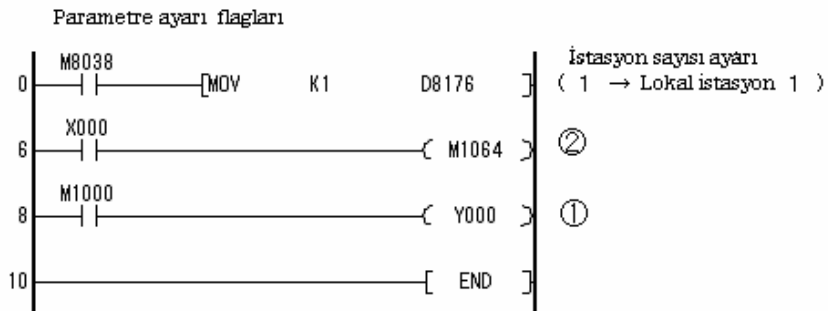 Parametre ayarı flagları
M8038
0 MOV K1 D8176
İstasyon sayısı ayarı
( 1 → Lokal istasyon 1 )
X000
6 M1064 ②
M1000
8 Y000 ①
10 END